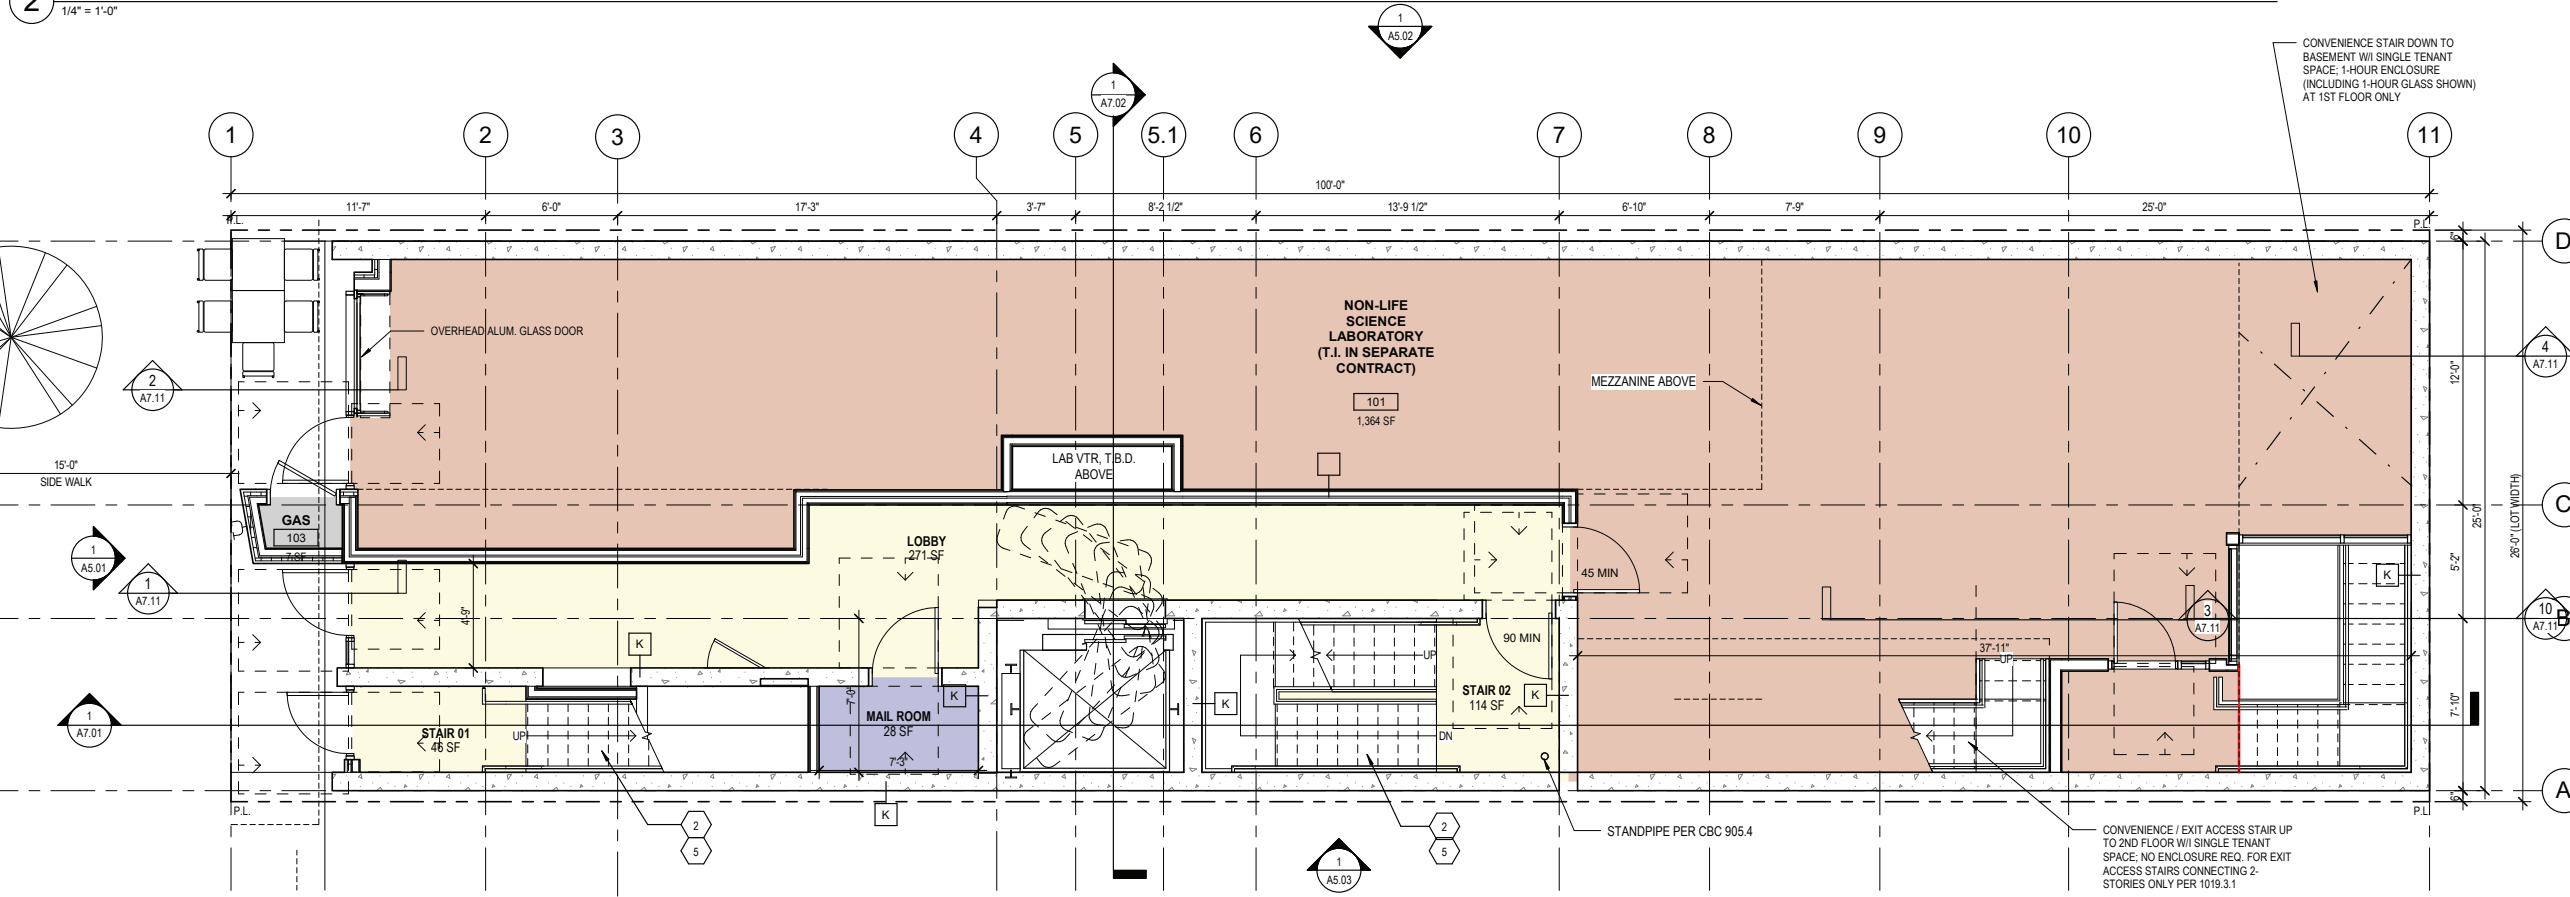 2
1/4" = 1'-0"
1
A5.02
CONVENIENCE STAIR DOWN TO
BASEMENT W/I SINGLE TENANT
SPACE; 1-HOUR ENCLOSURE
(INCLUDING 1-HOUR GLASS SHOWN)
AT 1ST FLOOR ONLY
1
A7.02
1
2
3
4
5
5.1
6
7
8
9
10
11
100'-0"
11'-7"
6'-0"
17'-3"
3'-7"
8'-2 1/2"
13'-9 1/2"
6'-10"
7'-9"
25'-0"
P.L.
P.L.
6"
D
OVERHEAD ALUM. GLASS DOOR
NON-LIFE
SCIENCE
LABORATORY
(T.I. IN SEPARATE
CONTRACT)
101
1,364 SF
MEZZANINE ABOVE
2
A7.11
4
A7.11
12'-0"
15'-0"
SIDE WALK
LAB VTR, T.B.D.
ABOVE
GAS
103
7 SF
C
25'-0"
26'-0" (LOT WIDTH)
1
A5.01
1
A7.11
LOBBY
271 SF
45 MIN
5'-2"
K
4'-9"
K
90 MIN
3
A7.11
10
A7.11
B
UP
37'-11"
UP
STAIR 01
46 SF
UP
MAIL ROOM
28 SF
7'-0"
7'-3"
K
K
STAIR 02
114 SF
K
DN
1
A7.01
7'-10"
6"
A
P.L.
P.L.
K
2
5
2
5
STANDPIPE PER CBC 905.4
1
A5.03
CONVENIENCE / EXIT ACCESS STAIR UP
TO 2ND FLOOR W/I SINGLE TENANT
SPACE; NO ENCLOSURE REQ. FOR EXIT
ACCESS STAIRS CONNECTING 2-
STORIES ONLY PER 1019.3.1